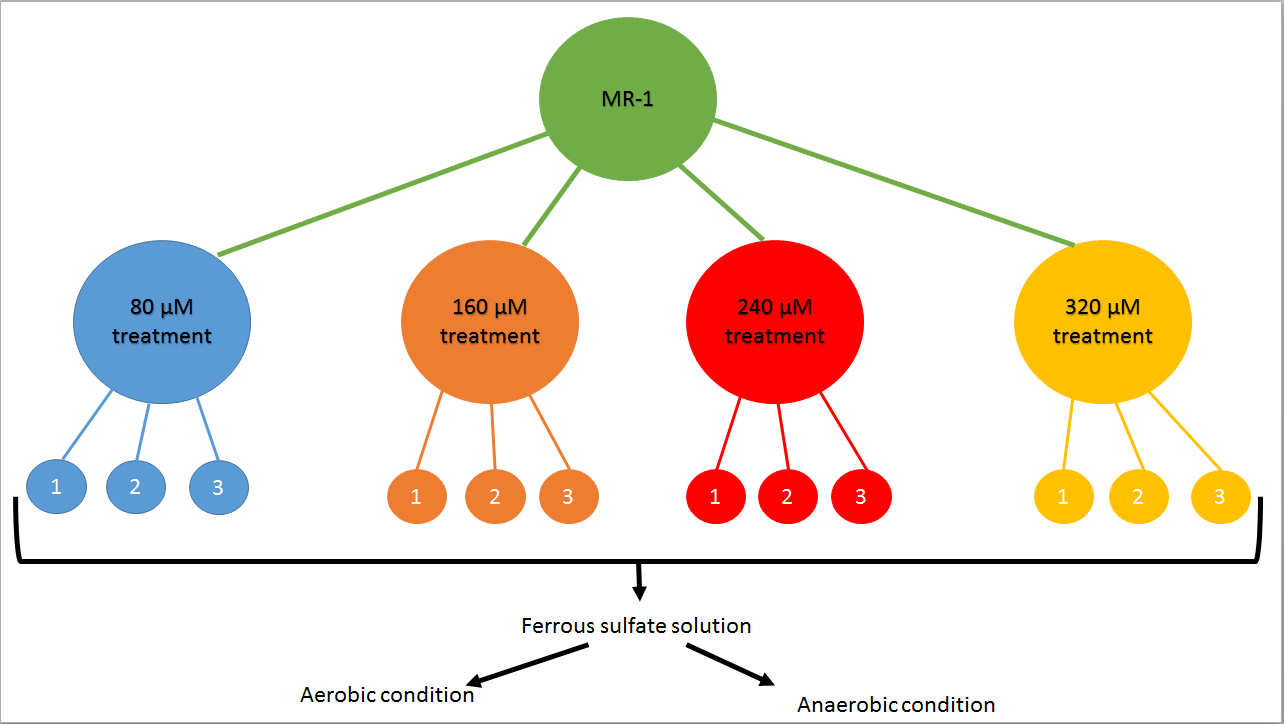 MR-1
80 µM
treatment
160 µM
treatment
240 µM
treatment
320 µM
treatment
1 2 3
1 2 3
1 2 3
1 2 3
Ferrous sulfate solution
Aerobic condition
Anaerobic condition